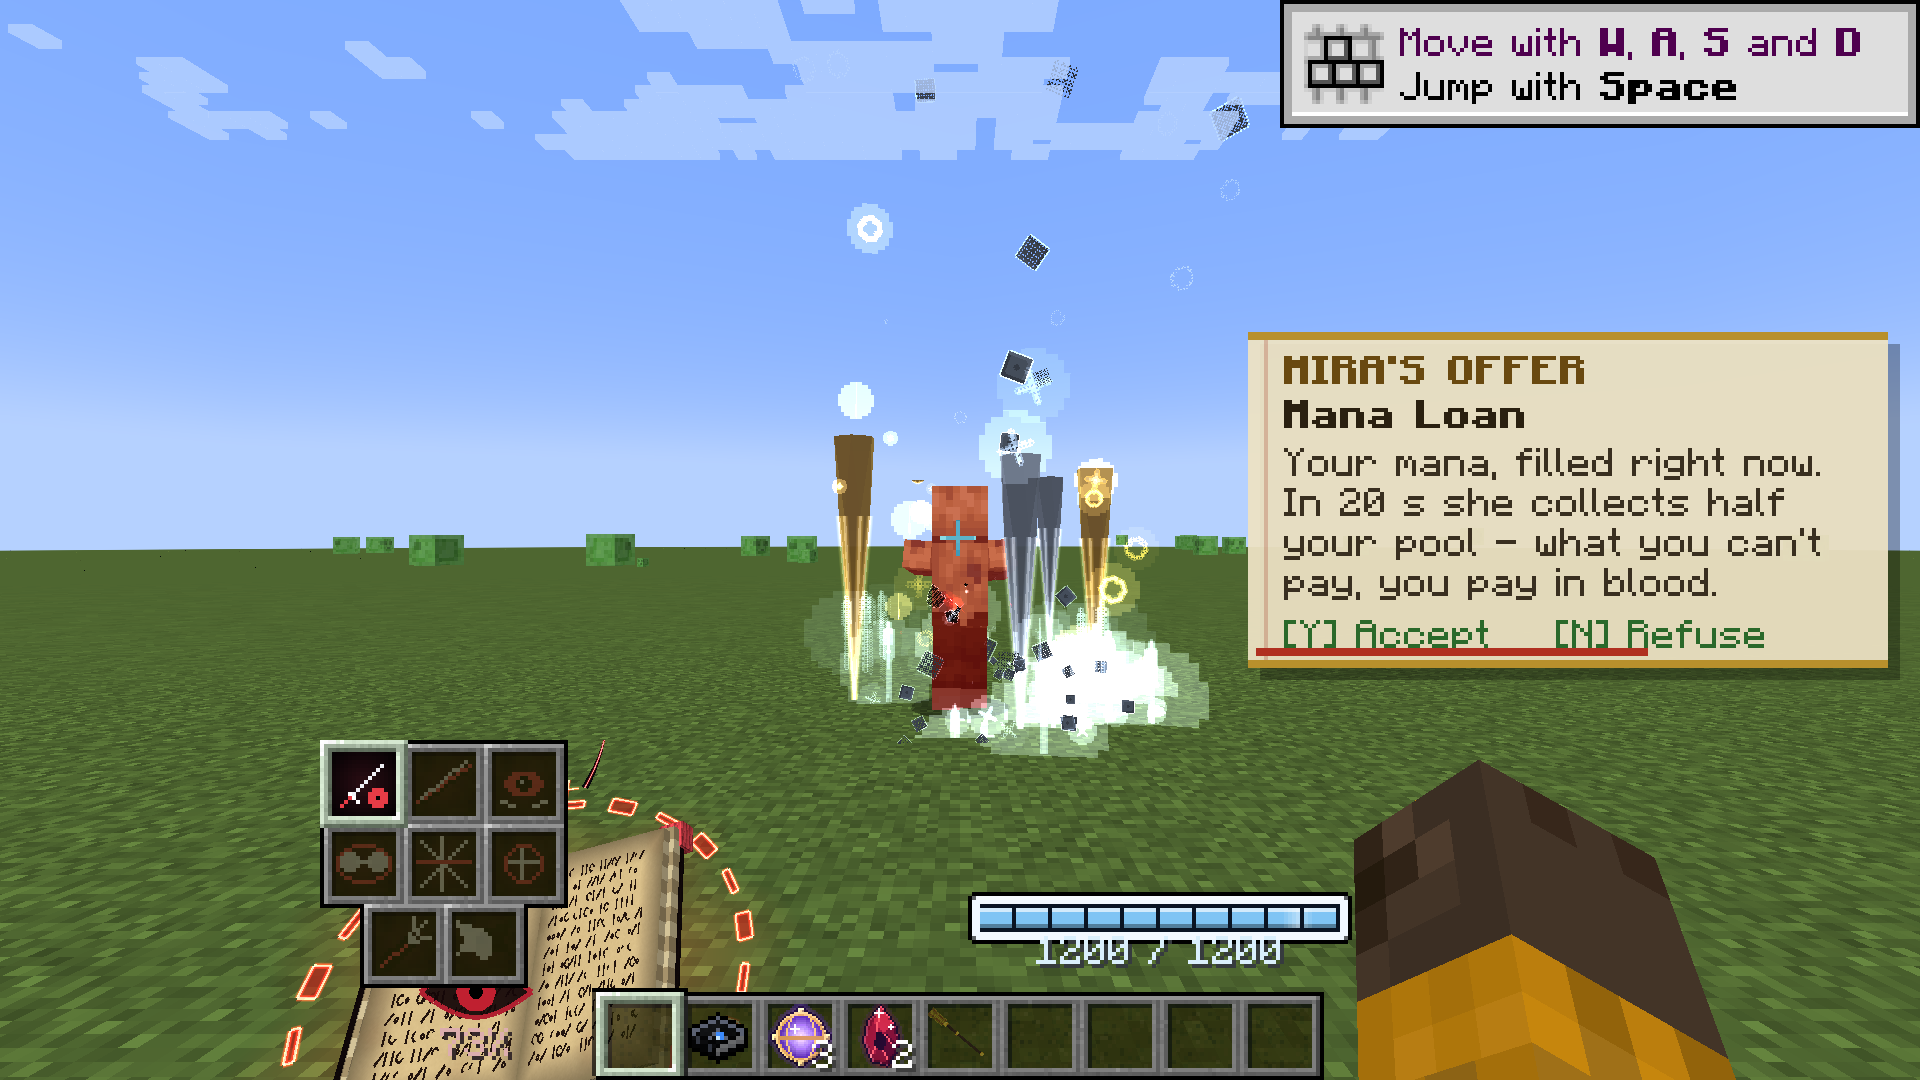 Move with W, A, S and D
Jump with Space
MIRA'S OFFER
Mana Loan
Your mana, filled right now.
In 20 s she collects half
your pool – what you can't
pay, you pay in blood.
[Y] Accept [N] Refuse
1200 / 1200
3
2